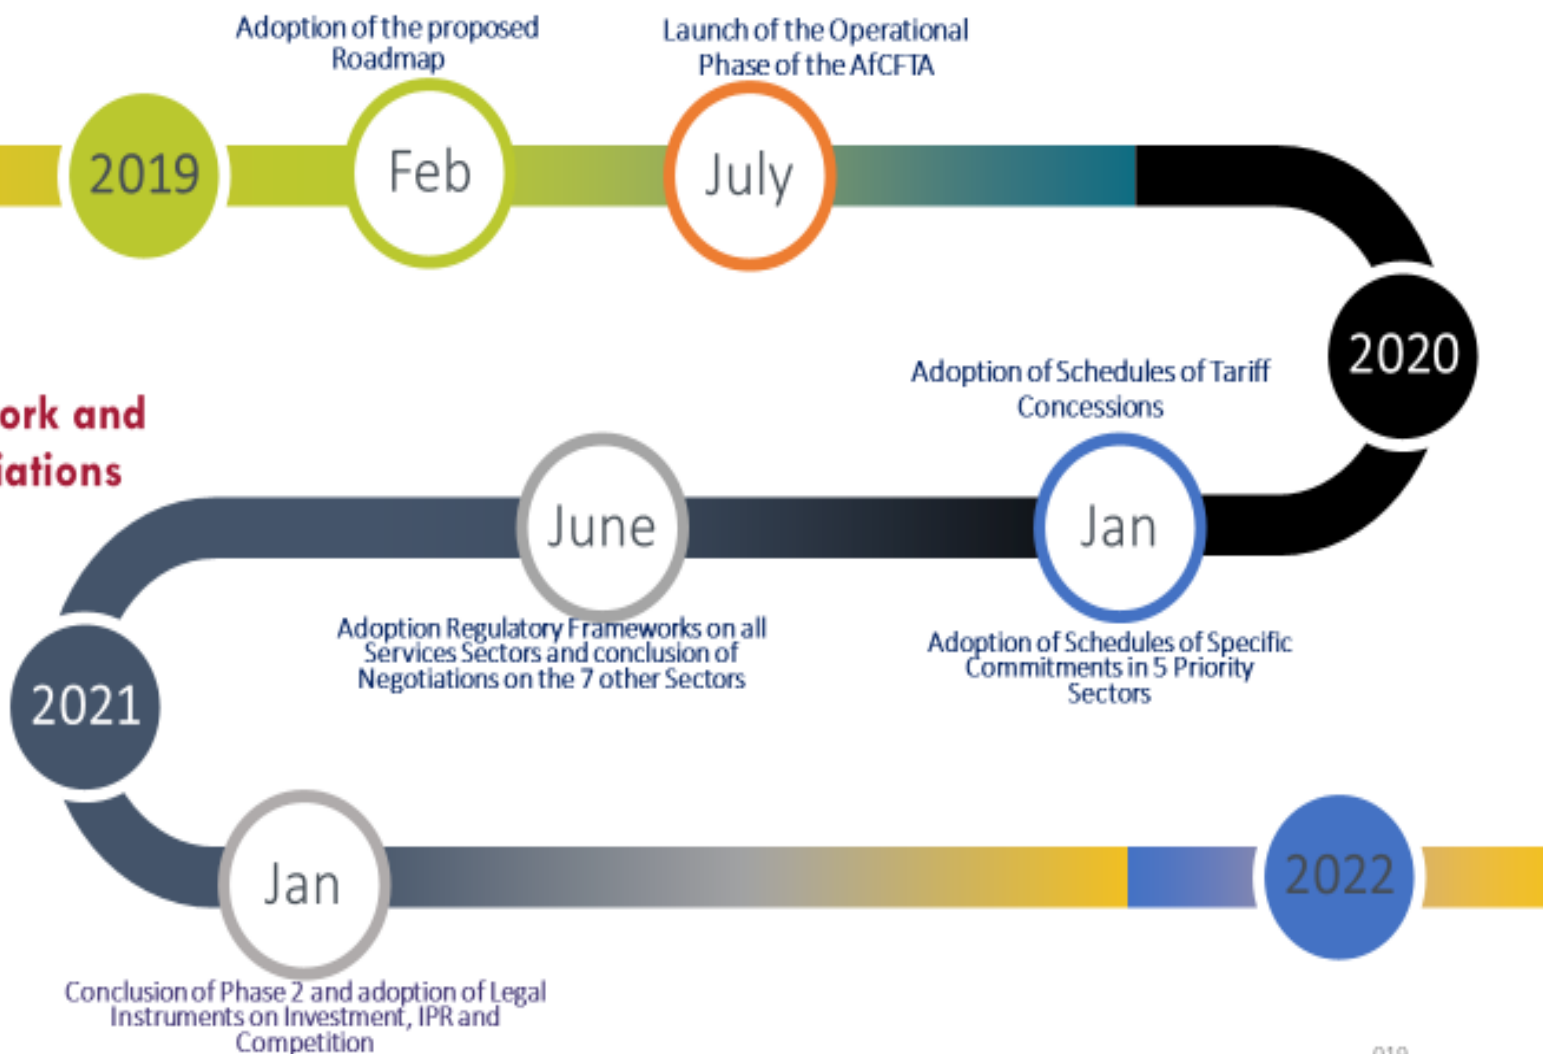 Adoption of the proposed
Roadmap
Launch of the Operational
Phase of the AfCFTA
2019
Feb
July
2020
Adoption of Schedules of Tariff
Concessions
ork and
iations
June
Jan
Adoption Regulatory Frameworks on all
Services Sectors and conclusion of
Negotiations on the 7 other Sectors
Adoption of Schedules of Specific
Commitments in 5 Priority
Sectors
2021
Jan
2022
Conclusion of Phase 2 and adoption of Legal
Instruments on Investment, IPR and
Competition